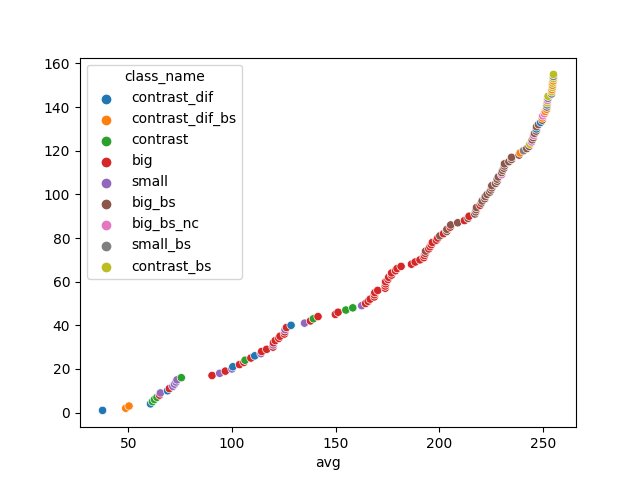 160
140
120
100
80
60
40
20
0
class_name
contrast_dif
contrast_dif_bs
contrast
big
small
big_bs
big_bs_nc
small_bs
contrast_bs
50 100 150 200 250
avg